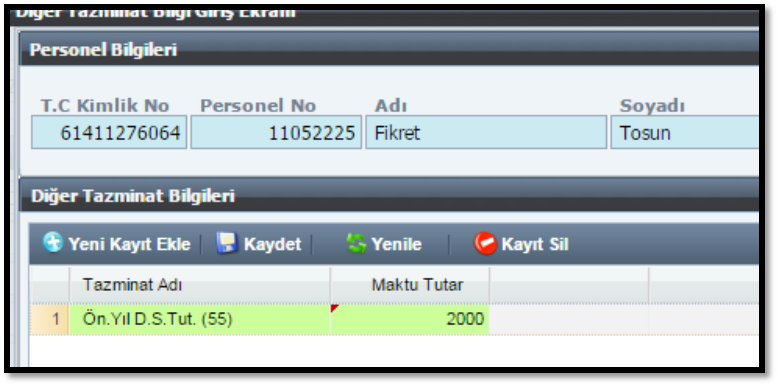 Diğer Tazminat Bilgi Giriş Ekranı
Personel Bilgileri
T.C Kimlik No Personel No Adı Soyadı
61411276064 11052225 Fikret Tosun
Diğer Tazminat Bilgileri
Yeni Kayıt Ekle Kaydet Yenile Kayıt Sil
Tazminat Adı Maktu Tutar
1 Ön.Yıl D.S.Tut. (55) 2000